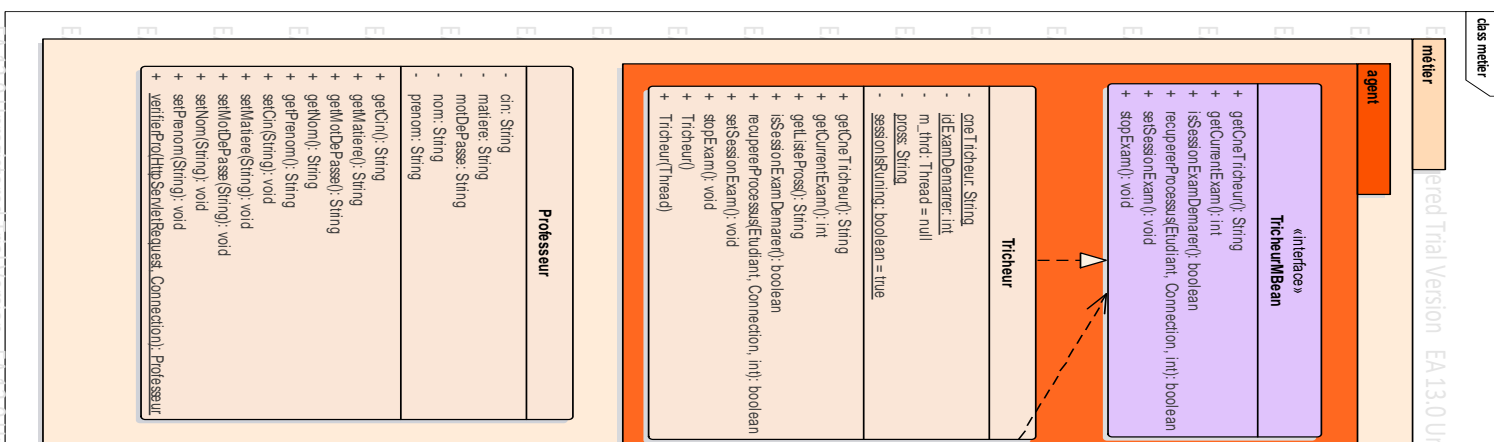 class metier
métier
ered Trial Version EA 13.0 Un
agent
«interface»
TricheurMBean
+ getCneTricheur(): String
+ getCurrentExam(): int
+ isSessionExamDemarer(): boolean
+ recupererProcessus(Etudiant, Connection, int): boolean
+ setSessionExam(): void
+ stopExam(): void
Tricheur
- cneTricheur: String
- idExamDemarrer: int
- m_thrd: Thread = null
- pross: String
- sessionIsRuning: boolean = true
+ getCneTricheur(): String
+ getCurrentExam(): int
+ getListePross(): String
+ isSessionExamDemarer(): boolean
+ recupererProcessus(Etudiant, Connection, int): boolean
+ setSessionExam(): void
+ stopExam(): void
+ Tricheur()
+ Tricheur(Thread)
Professeur
- cin: String
- matiere: String
- motDePasse: String
- nom: String
- prenom: String
+ getCin(): String
+ getMatiere(): String
+ getMotDePasse(): String
+ getNom(): String
+ getPrenom(): String
+ setCin(String): void
+ setMatiere(String): void
+ setMotDePasse(String): void
+ setNom(String): void
+ setPrenom(String): void
+ verifierPro(HttpServletRequest, Connection): Professeur